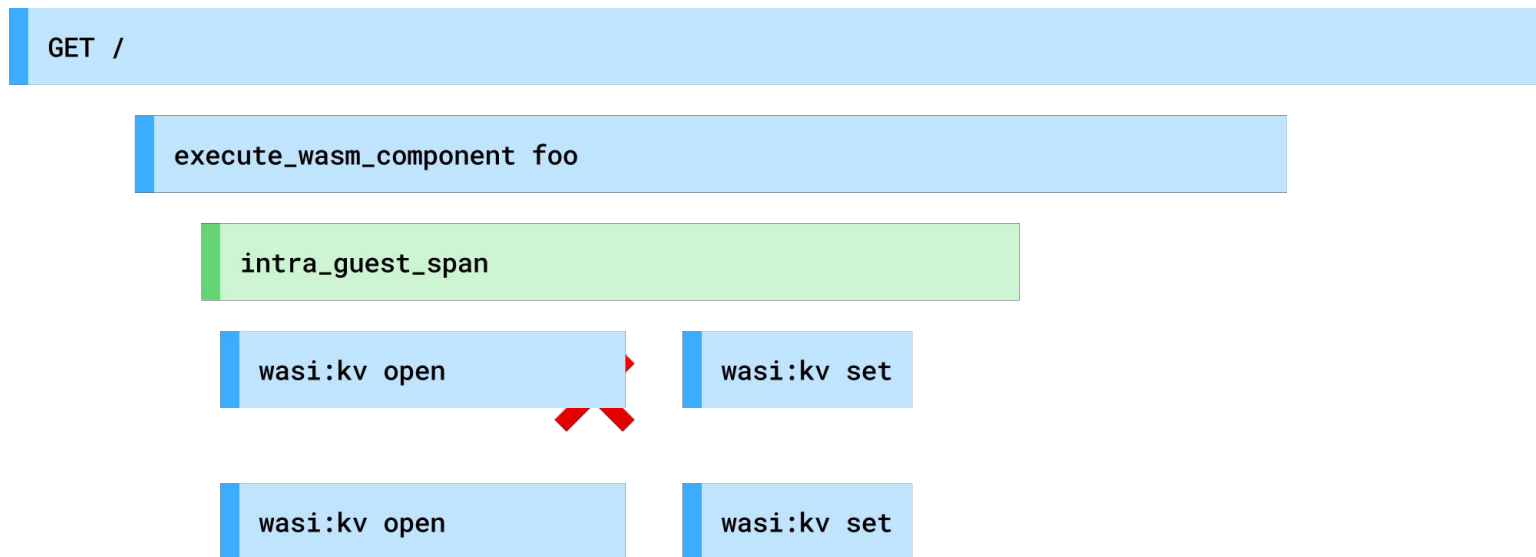 GET /
execute_wasm_component foo
intra_guest_span
wasi:kv open wasi:kv set
wasi:kv open wasi:kv set